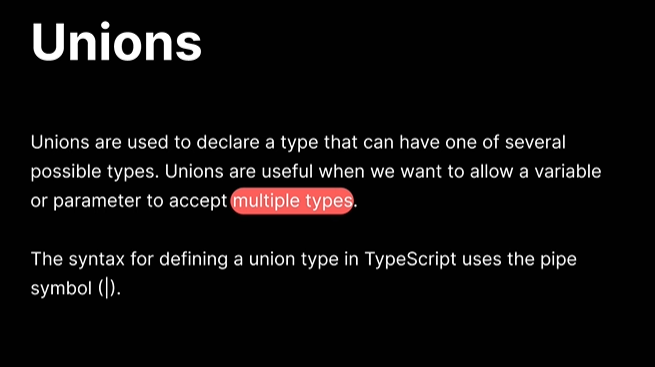 Unions
Unions are used to declare a type that can have one of several
possible types. Unions are useful when we want to allow a variable
or parameter to accept multiple types.
The syntax for defining a union type in TypeScript uses the pipe
symbol (|).